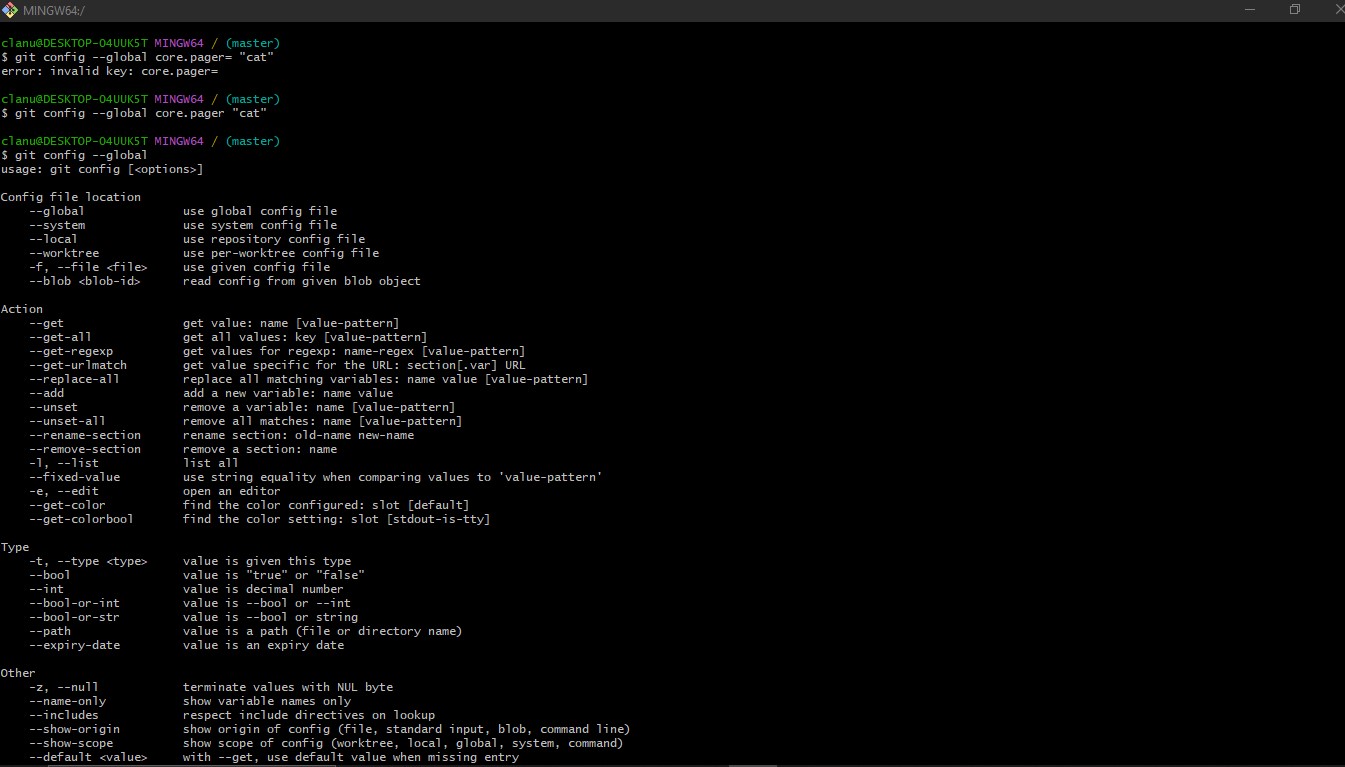 MINGW64:/
clanu@DESKTOP-O4UUK5T MINGW64 / (master)
$ git config --global core.pager= "cat"
error: invalid key: core.pager=
clanu@DESKTOP-O4UUK5T MINGW64 / (master)
$ git config --global core.pager "cat"
clanu@DESKTOP-O4UUK5T MINGW64 / (master)
$ git config --global
usage: git config [<options>]
Config file location
--global use global config file
--system use system config file
--local use repository config file
--worktree use per-worktree config file
-f, --file <file> use given config file
--blob <blob-id> read config from given blob object
Action
--get get value: name [value-pattern]
--get-all get all values: key [value-pattern]
--get-regexp get values for regexp: name-regex [value-pattern]
--get-urlmatch get value specific for the URL: section[.var] URL
--replace-all replace all matching variables: name value [value-pattern]
--add add a new variable: name value
--unset remove a variable: name [value-pattern]
--unset-all remove all matches: name [value-pattern]
--rename-section rename section: old-name new-name
--remove-section remove a section: name
-l, --list list all
--fixed-value use string equality when comparing values to 'value-pattern'
-e, --edit open an editor
--get-color find the color configured: slot [default]
--get-colorbool find the color setting: slot [stdout-is-tty]
Type
-t, --type <type> value is given this type
--bool value is "true" or "false"
--int value is decimal number
--bool-or-int value is --bool or --int
--bool-or-str value is --bool or string
--path value is a path (file or directory name)
--expiry-date value is an expiry date
Other
-z, --null terminate values with NUL byte
--name-only show variable names only
--includes respect include directives on lookup
--show-origin show origin of config (file, standard input, blob, command line)
--show-scope show scope of config (worktree, local, global, system, command)
--default <value> with --get, use default value when missing entry